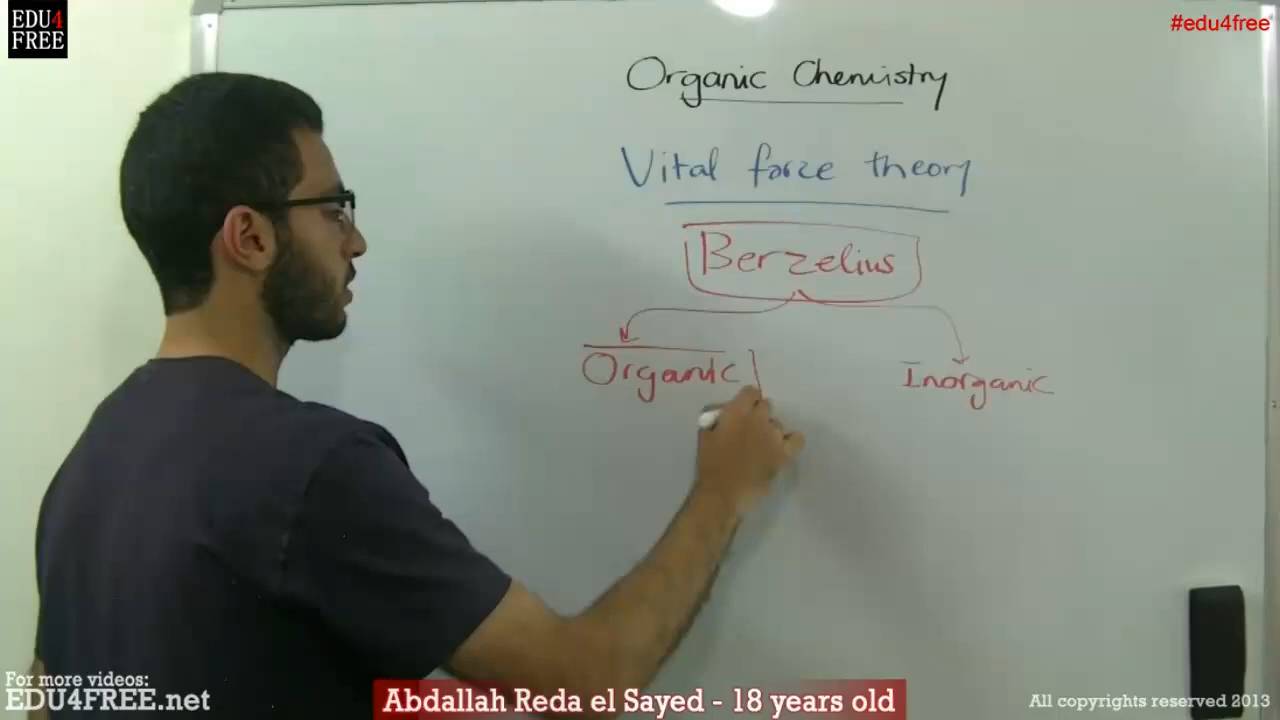 EDU4
FREE
#edu4free
Organic Chemistry
Vital force theory
Berzelius
Organic
Inorganic
For more videos:
EDU4FREE.net
Abdallah Reda el Sayed - 18 years old
All copyrights reserved 2013